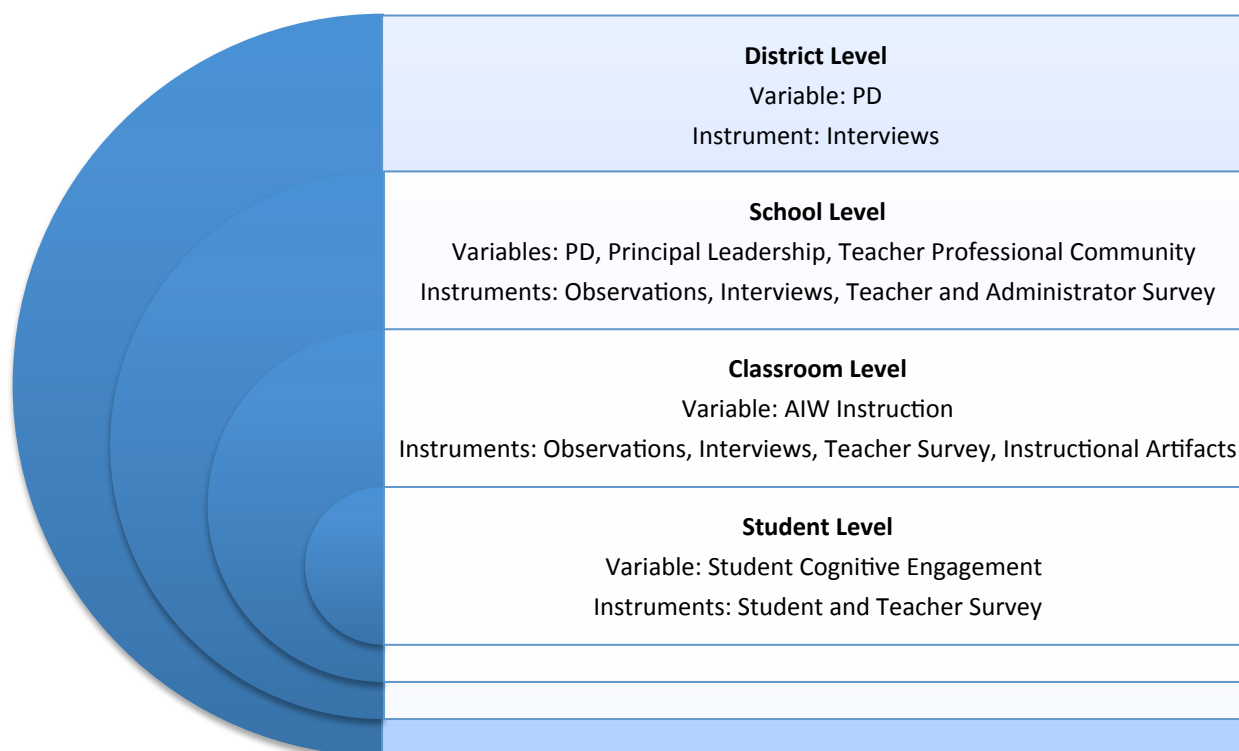 District Level
Variable: PD
Instrument: Interviews
School Level
Variables: PD, Principal Leadership, Teacher Professional Community
Instruments: Observations, Interviews, Teacher and Administrator Survey
Classroom Level
Variable: AIW Instruction
Instruments: Observations, Interviews, Teacher Survey, Instructional Artifacts
Student Level
Variable: Student Cognitive Engagement
Instruments: Student and Teacher Survey